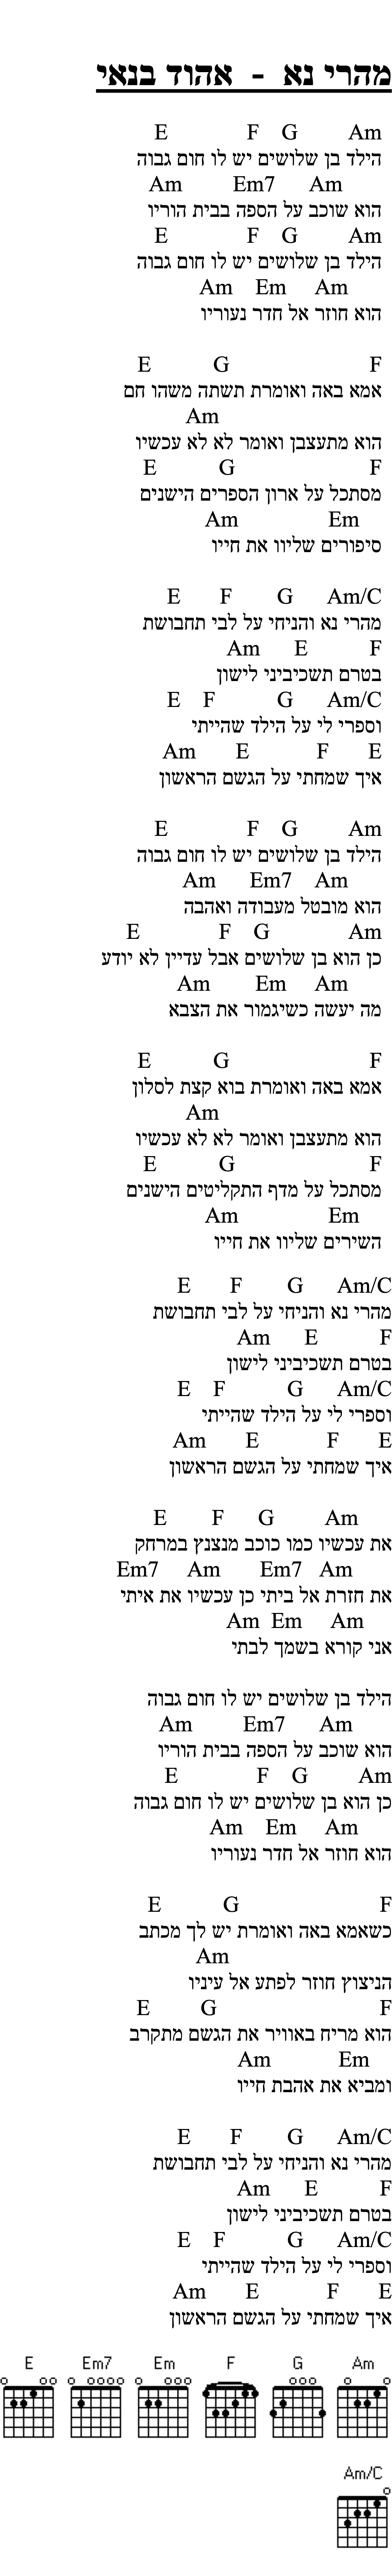 מהרי נא - אהוד בנאי
E F G Am
הילד בן שלושים יש לו חום גבוה
Am Em7 Am
הוא שוכב על הספה בבית הוריו
E F G Am
הילד בן שלושים יש לו חום גבוה
Am Em Am
הוא חוזר אל חדר נעוריו
E G F
אמא באה ואומרת תשתה משהו חם
Am
הוא מתעצבן ואומר לא לא עכשיו
E G F
מסתכל על ארון הספרים הישנים
Am Em
סיפורים שליוו את חייו
E F G Am/C
מהרי נא והניחי על לבי תחבושת
Am E F
בטרם תשכיביני לישון
E F G Am/C
וספרי לי על הילד שהייתי
Am E F E
איך שמחתי על הגשם הראשון
E F G Am
הילד בן שלושים יש לו חום גבוה
Am Em7 Am
הוא מובטל מעבודה ואהבה
E F G Am
כן הוא בן שלושים אבל עדיין לא יודע
Am Em Am
מה יעשה כשיגמור את הצבא
E G F
אמא באה ואומרת בוא קצת לסלון
Am
הוא מתעצבן ואומר לא לא עכשיו
E G F
מסתכל על מדף התקליטים הישנים
Am Em
השירים שליוו את חייו
E F G Am/C
מהרי נא והניחי על לבי תחבושת
Am E F
בטרם תשכיביני לישון
E F G Am/C
וספרי לי על הילד שהייתי
Am E F E
איך שמחתי על הגשם הראשון
E F G Am
את עכשיו כמו כוכב מנצנץ במרחק
Em7 Am Em7 Am
את חזרת אל ביתי כן עכשיו את איתי
Am Em Am
אני קורא בשמך לבתי
הילד בן שלושים יש לו חום גבוה
Am Em7 Am
הוא שוכב על הספה בבית הוריו
E F G Am
כן הוא בן שלושים יש לו חום גבוה
Am Em Am
הוא חוזר אל חדר נעוריו
E G F
כשאמא באה ואומרת יש לך מכתב
Am
הניצוץ חוזר לפתע אל עיניו
E G F
הוא מריח באוויר את הגשם מתקרב
Am Em
ומביא את אהבת חייו
E F G Am/C
מהרי נא והניחי על לבי תחבושת
Am E F
בטרם תשכיביני לישון
E F G Am/C
וספרי לי על הילד שהייתי
Am E F E
איך שמחתי על הגשם הראשון
E Em7 Em F G Am
Am/C